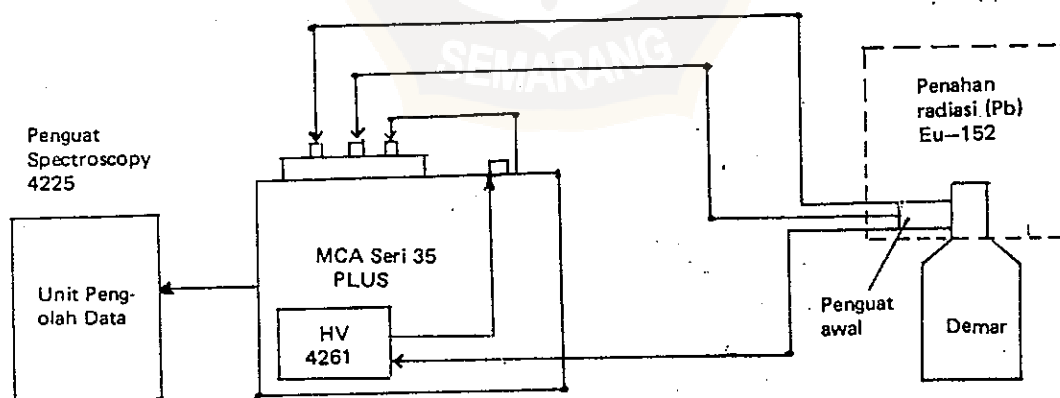 SEMARANG
Penahan
radiasi (Pb)
Eu–152
Penguat
Spectroscopy
4225
MCA Seri 35
PLUS
Unit Peng-
olah Data
HV
4261
Penguat
awal
Demar